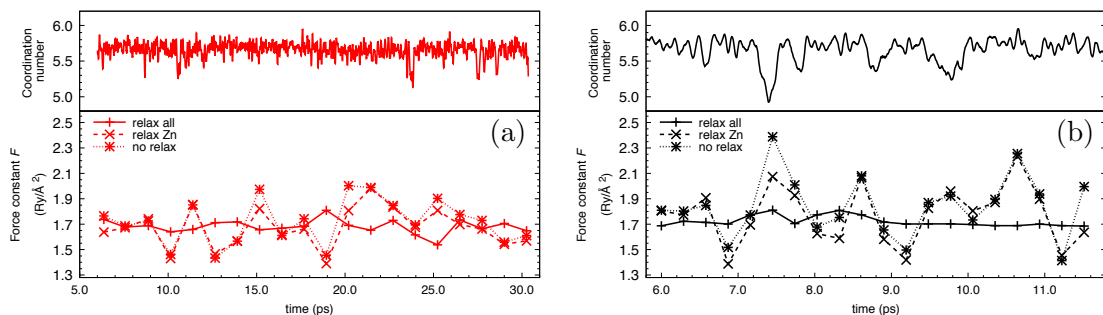 6.0
5.5
5.0
Coordination
number
2.5
2.3
2.1
1.9
1.7
1.5
1.3
Force constant F
(Ry/Å ²)
relax all
relax Zn
no relax
(a)
5.0 10.0 15.0 20.0 25.0 30.0
time (ps)
6.0
5.5
5.0
Coordination
number
2.5
2.3
2.1
1.9
1.7
1.5
1.3
Force constant F
(Ry/Å ²)
relax all
relax Zn
no relax
(b)
6.0 7.0 8.0 9.0 10.0 11.0
time (ps)